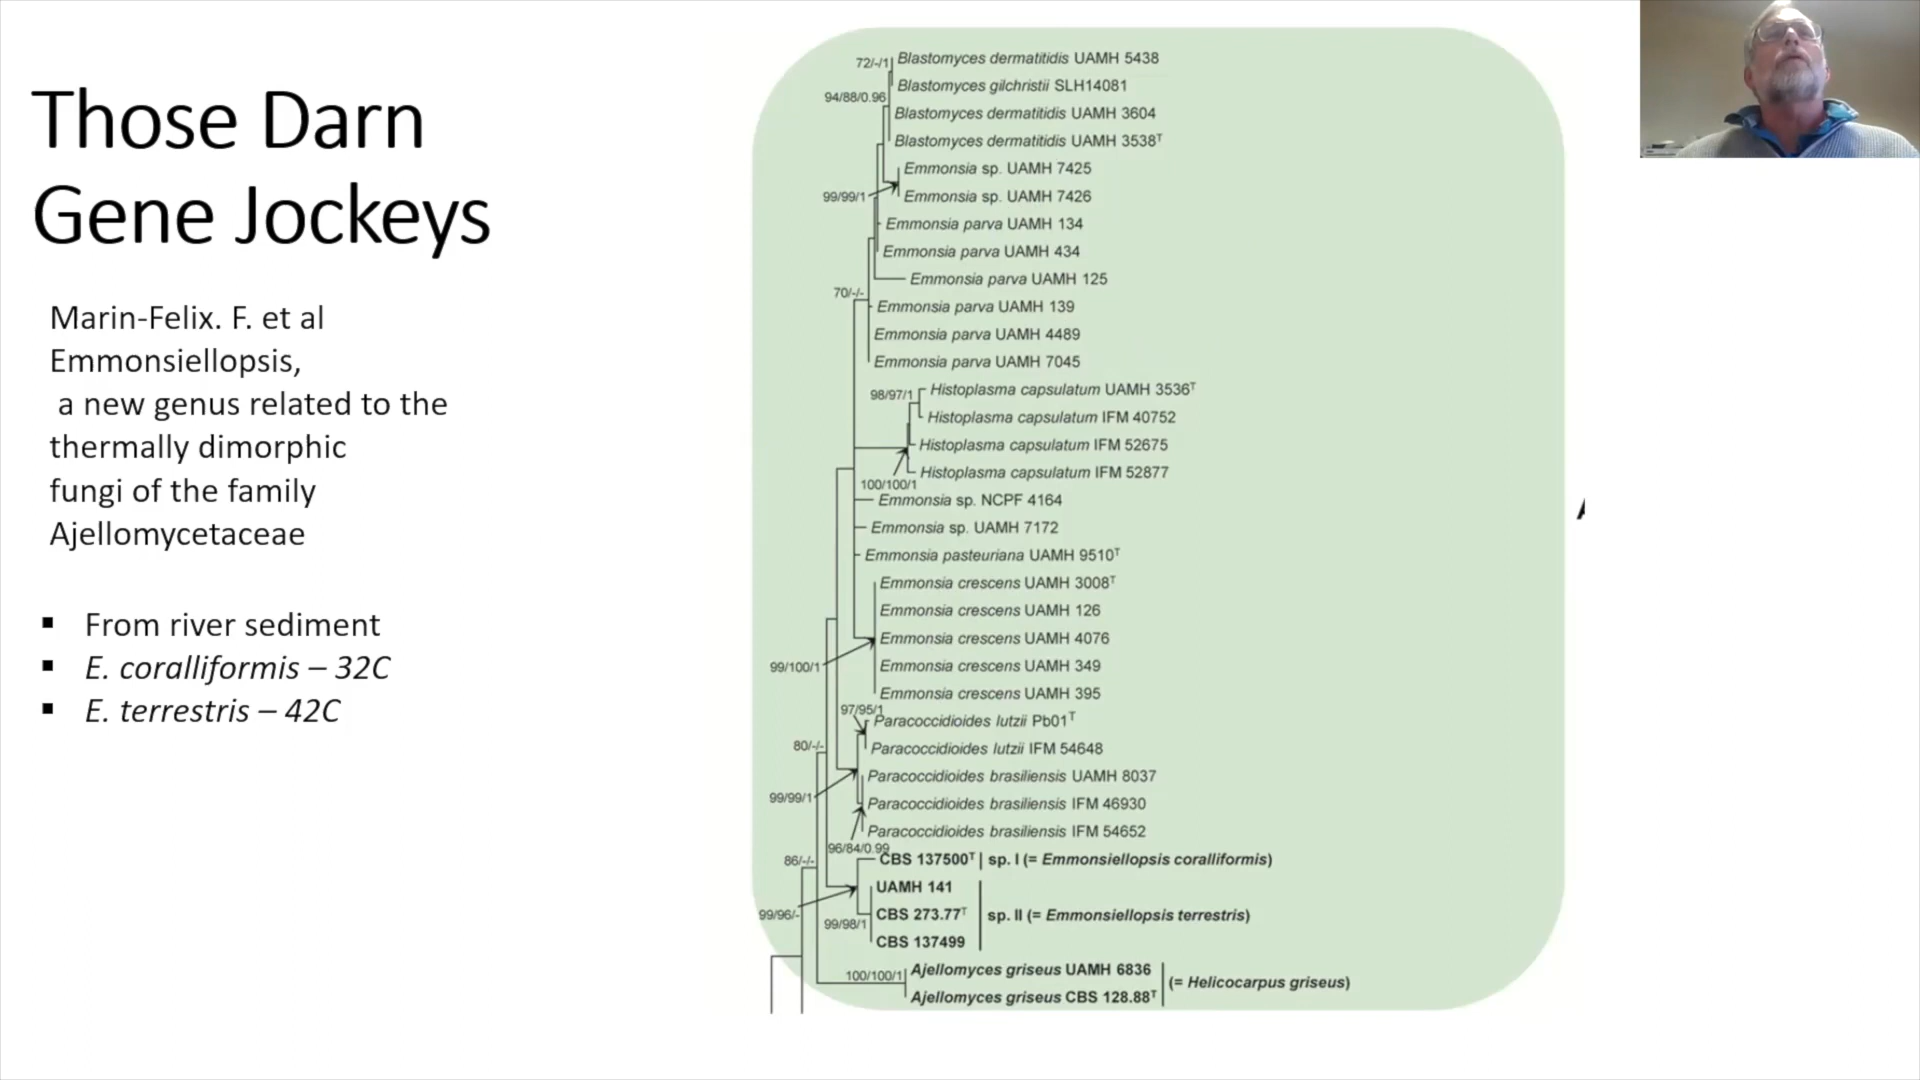 Those Darn
Gene Jockeys
Marin-Felix. F. et al
Emmonsiellopsis,
a new genus related to the
thermally dimorphic
fungi of the family
Ajellomycetaceae
▪ From river sediment
▪ E. coralliformis – 32C
▪ E. terrestris – 42C
72/-/1
Blastomyces dermatitidis UAMH 5438
Blastomyces gilchristii SLH14081
94/88/0.96
Blastomyces dermatitidis UAMH 3604
Blastomyces dermatitidis UAMH 3538ᵀ
Emmonsia sp. UAMH 7425
99/99/1
Emmonsia sp. UAMH 7426
Emmonsia parva UAMH 134
Emmonsia parva UAMH 434
Emmonsia parva UAMH 125
70/-/-
Emmonsia parva UAMH 139
Emmonsia parva UAMH 4489
Emmonsia parva UAMH 7045
98/97/1
Histoplasma capsulatum UAMH 3536ᵀ
Histoplasma capsulatum IFM 40752
Histoplasma capsulatum IFM 52675
Histoplasma capsulatum IFM 52877
100/100/1
Emmonsia sp. NCPF 4164
Emmonsia sp. UAMH 7172
Emmonsia pasteuriana UAMH 9510ᵀ
Emmonsia crescens UAMH 3008ᵀ
Emmonsia crescens UAMH 126
Emmonsia crescens UAMH 4076
99/100/1
Emmonsia crescens UAMH 349
Emmonsia crescens UAMH 395
97/95/1
Paracoccidioides lutzii Pb01ᵀ
80/-/-
Paracoccidioides lutzii IFM 54648
Paracoccidioides brasiliensis UAMH 8037
99/99/1
Paracoccidioides brasiliensis IFM 46930
Paracoccidioides brasiliensis IFM 54652
96/84/0.99
86/-/-
CBS 137500ᵀ sp. I (= Emmonsiellopsis coralliformis)
UAMH 141
99/96/-
CBS 273.77ᵀ sp. II (= Emmonsiellopsis terrestris)
99/98/1
CBS 137499
100/100/1
Ajellomyces griseus UAMH 6836
(= Helicocarpus griseus)
Ajellomyces griseus CBS 128.88ᵀ